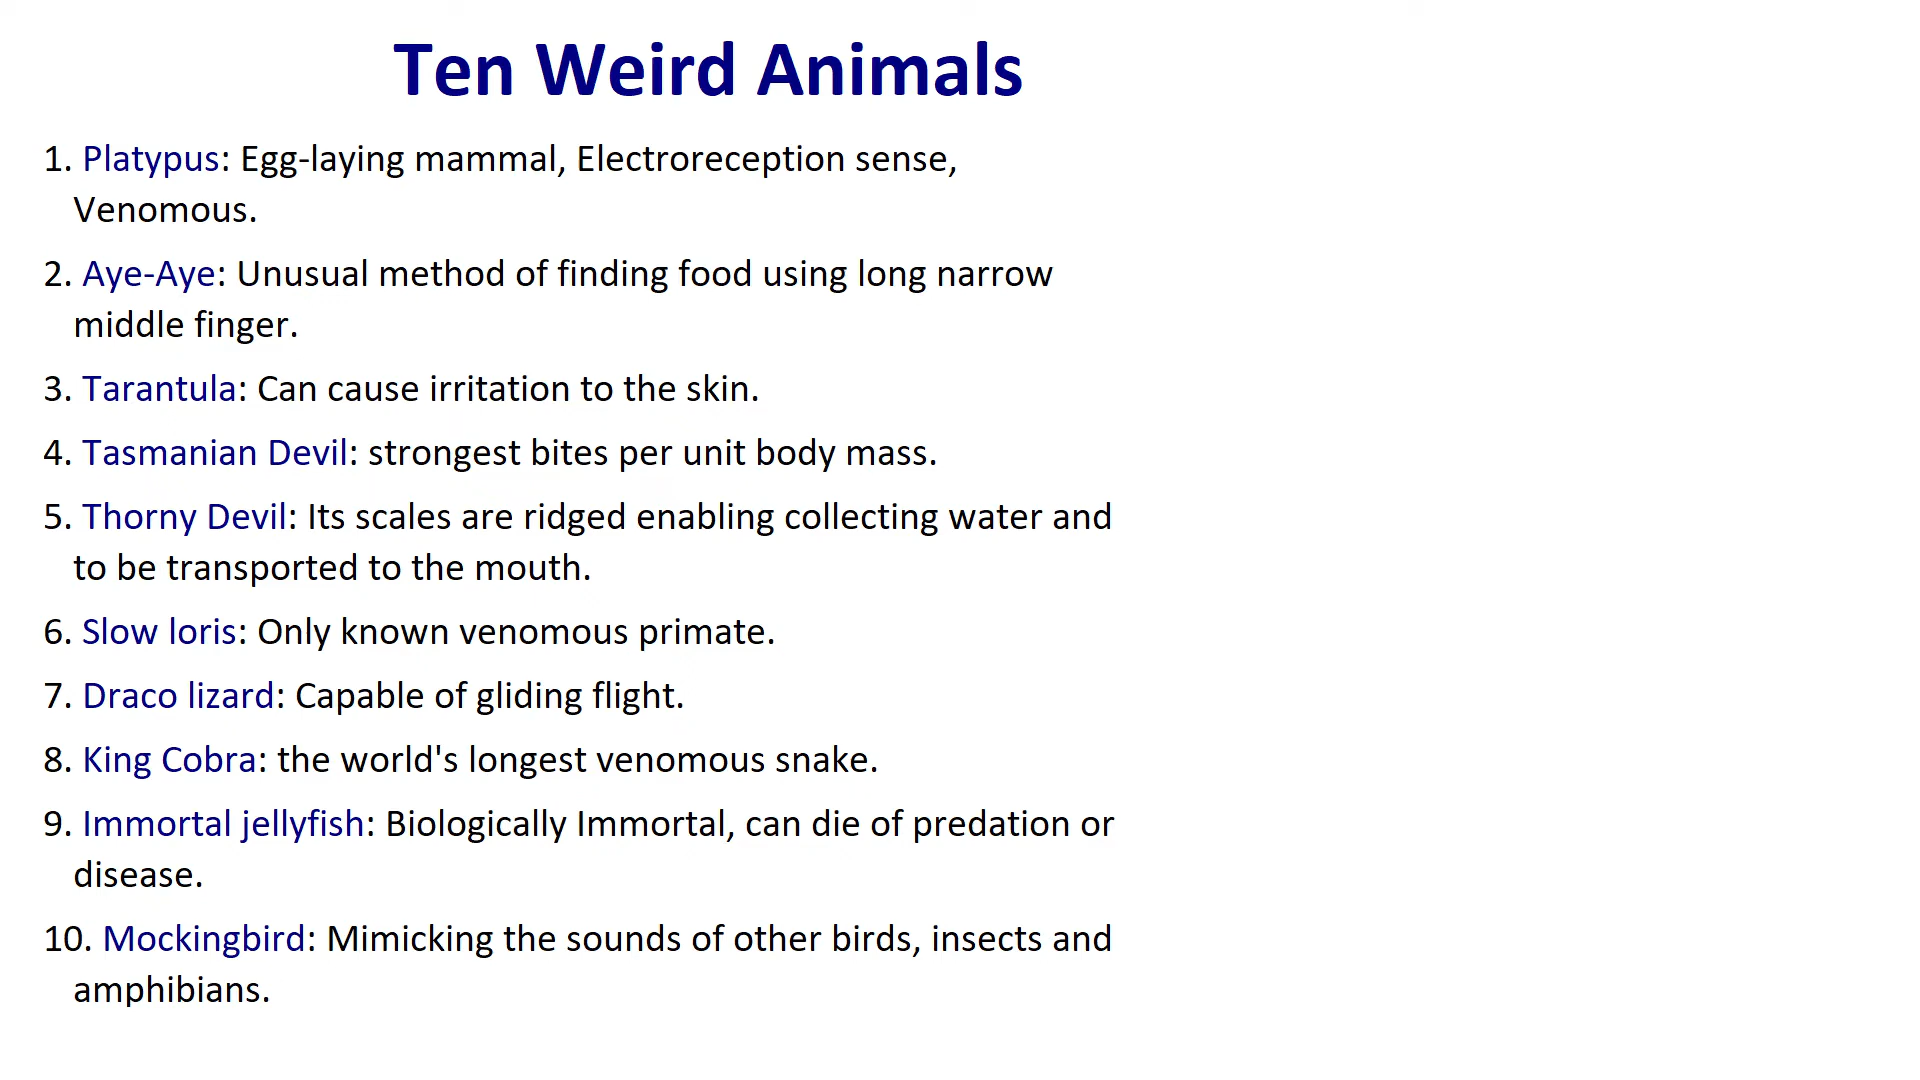 Ten Weird Animals
1. Platypus: Egg-laying mammal, Electroreception sense,
Venomous.
2. Aye-Aye: Unusual method of finding food using long narrow
middle finger.
3. Tarantula: Can cause irritation to the skin.
4. Tasmanian Devil: strongest bites per unit body mass.
5. Thorny Devil: Its scales are ridged enabling collecting water and
to be transported to the mouth.
6. Slow loris: Only known venomous primate.
7. Draco lizard: Capable of gliding flight.
8. King Cobra: the world's longest venomous snake.
9. Immortal jellyfish: Biologically Immortal, can die of predation or
disease.
10. Mockingbird: Mimicking the sounds of other birds, insects and
amphibians.